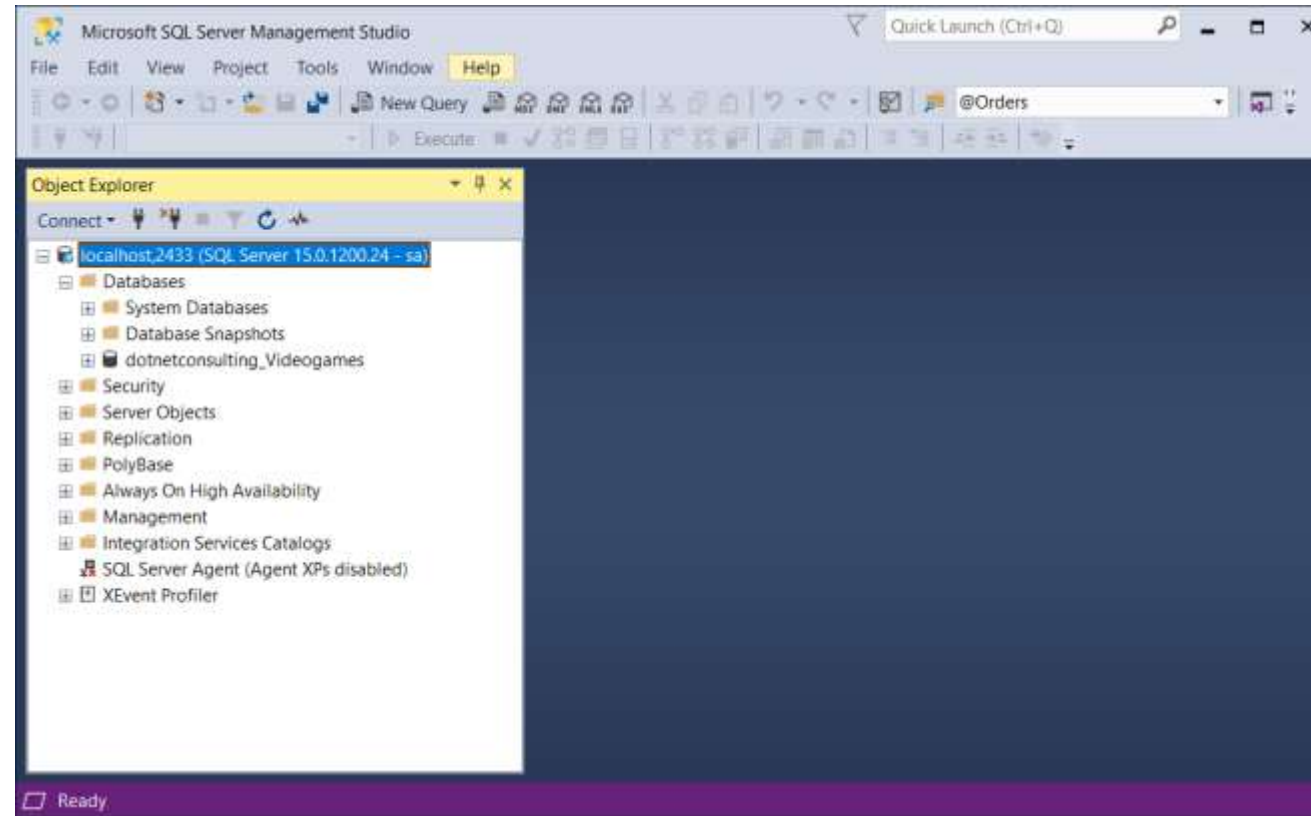 Microsoft SQL Server Management Studio
Quick Launch (Ctrl+Q)
File Edit View Project Tools Window Help
New Query @Orders
Execute
Object Explorer
Connect
localhost,2433 (SQL Server 15.0.1200.24 - sa)
Databases
System Databases
Database Snapshots
dotnetconsulting_Videogames
Security
Server Objects
Replication
PolyBase
Always On High Availability
Management
Integration Services Catalogs
SQL Server Agent (Agent XPs disabled)
XEvent Profiler
Ready